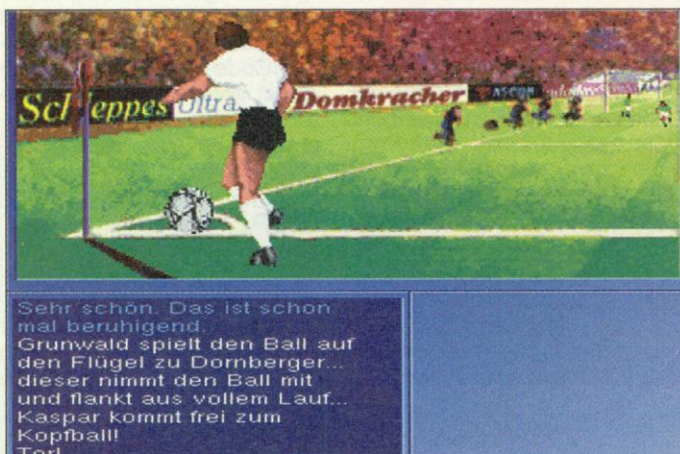 Schleppes Ultra Domkracher ASCON
Sehr schön. Das ist schon
mal beruhigend.
Grunwald spielt den Ball auf
den Flügel zu Dornberger...
dieser nimmt den Ball mit
und flankt aus vollem Lauf...
Kaspar kommt frei zum
Kopfball!
Tor!